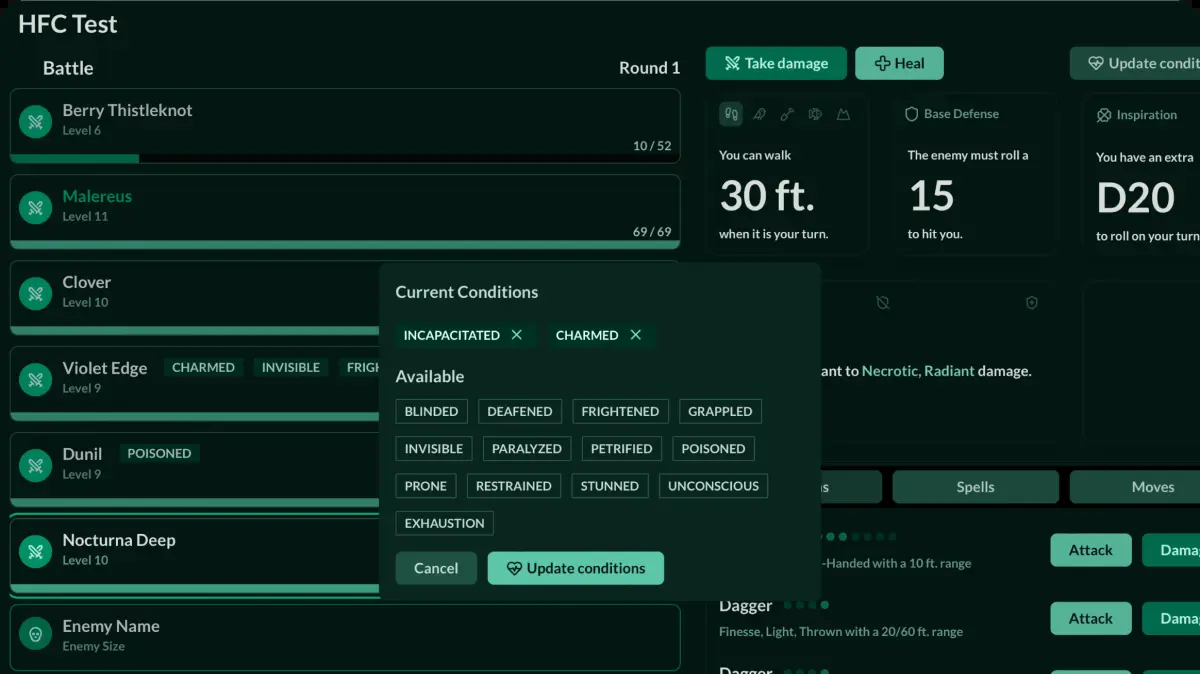 HFC Test
Battle
Round 1
Berry Thistleknot
Level 6
10 / 52
Malereus
Level 11
69 / 69
Clover
Level 10
Violet Edge CHARMED INVISIBLE
Level 9
Dunil POISONED
Level 9
Nocturna Deep
Level 10
Enemy Name
Enemy Size
Take damage Heal Update condit
You can walk
30 ft.
when it is your turn.
Base Defense
The enemy must roll a
15
to hit you.
Inspiration
You have an extra
D20
to roll on your turn
ant to Necrotic, Radiant damage.
Current Conditions
INCAPACITATED CHARMED
Available
BLINDED DEAFENED FRIGHTENED GRAPPLED
INVISIBLE PARALYZED PETRIFIED POISONED
PRONE RESTRAINED STUNNED UNCONSCIOUS
EXHAUSTION
Cancel Update conditions
Spells Moves
-Handed with a 10 ft. range
Attack
Dagger
Finesse, Light, Thrown with a 20/60 ft. range
Attack
Dagger